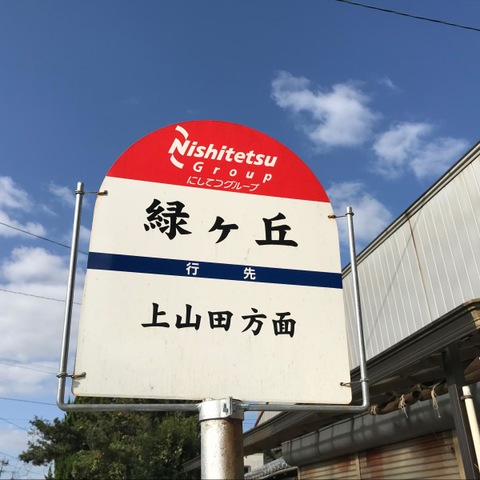 Nishitetsu
Group
にしてつグループ
緑ヶ丘
行先
上山田方面